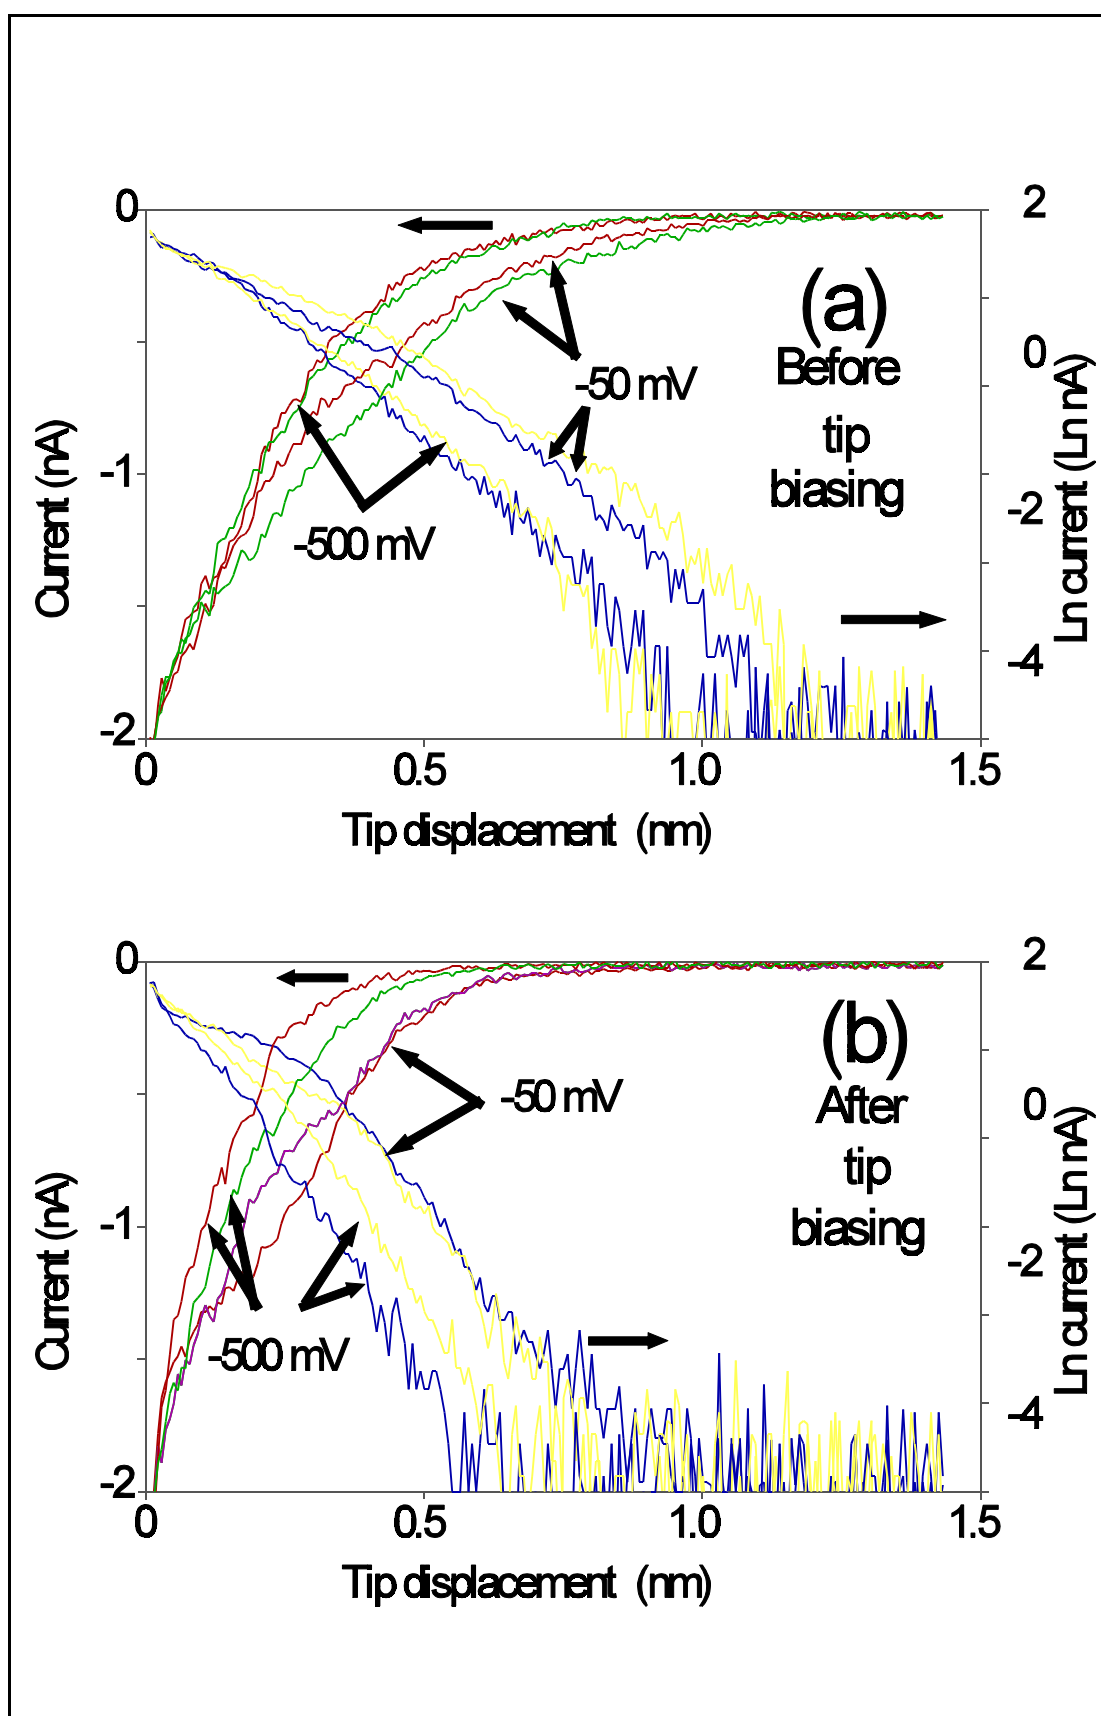 0
2
(a)
Before
tip
biasing
-50 mV
0
Current (nA)
-1
-500 mV
-2
Ln current (Ln nA)
-4
-2
0
0.5
1.0
1.5
Tip displacement (nm)
0
2
(b)
After
tip
biasing
-50 mV
0
Current (nA)
-1
-2
Ln current (Ln nA)
-500 mV
-4
-2
0
0.5
1.0
1.5
Tip displacement (nm)